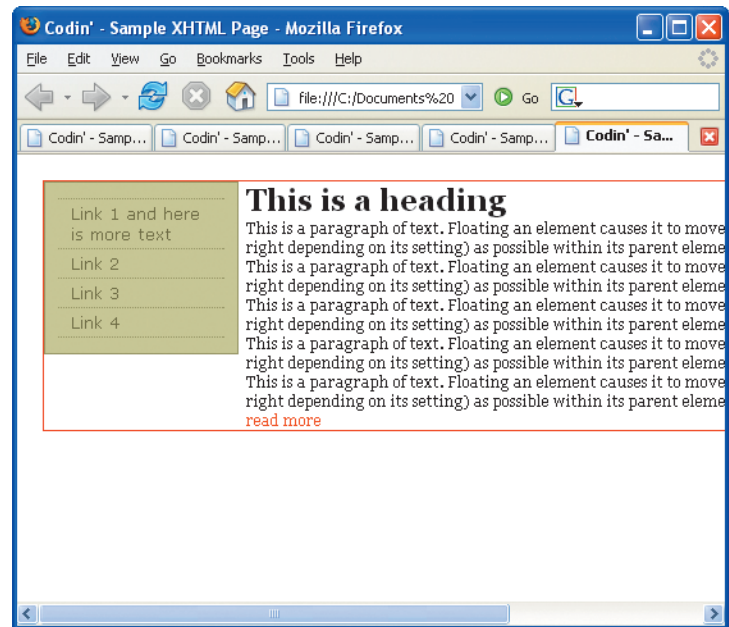 Codin' - Sample XHTML Page - Mozilla Firefox
File Edit View Go Bookmarks Tools Help
file:///C:/Documents%20 Go G
Codin' - Samp... Codin' - Samp... Codin' - Samp... Codin' - Samp... Codin' - Sa...
Link 1 and here
is more text
Link 2
Link 3
Link 4
This is a heading
This is a paragraph of text. Floating an element causes it to move
right depending on its setting) as possible within its parent eleme
This is a paragraph of text. Floating an element causes it to move
right depending on its setting) as possible within its parent eleme
This is a paragraph of text. Floating an element causes it to move
right depending on its setting) as possible within its parent eleme
This is a paragraph of text. Floating an element causes it to move
right depending on its setting) as possible within its parent eleme
This is a paragraph of text. Floating an element causes it to move
right depending on its setting) as possible within its parent eleme
read more